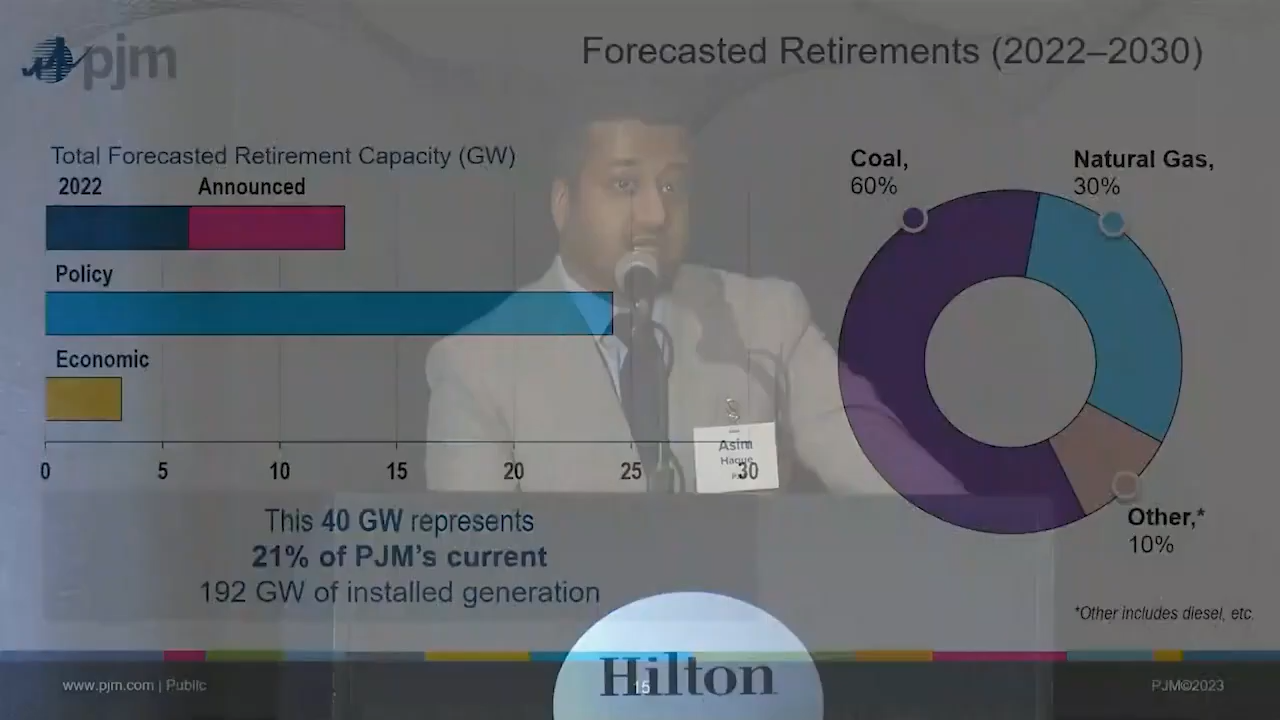 pjm
Forecasted Retirements (2022–2030)
Total Forecasted Retirement Capacity (GW)
2022 Announced
Policy
Economic
0 5 10 15 20 25 30
This 40 GW represents
21% of PJM's current
192 GW of installed generation
Coal,
60%
Natural Gas,
30%
Other,*
10%
*Other includes diesel, etc.
Asim
Haque
Hilton
www.pjm.com | Public
15
PJM©2023